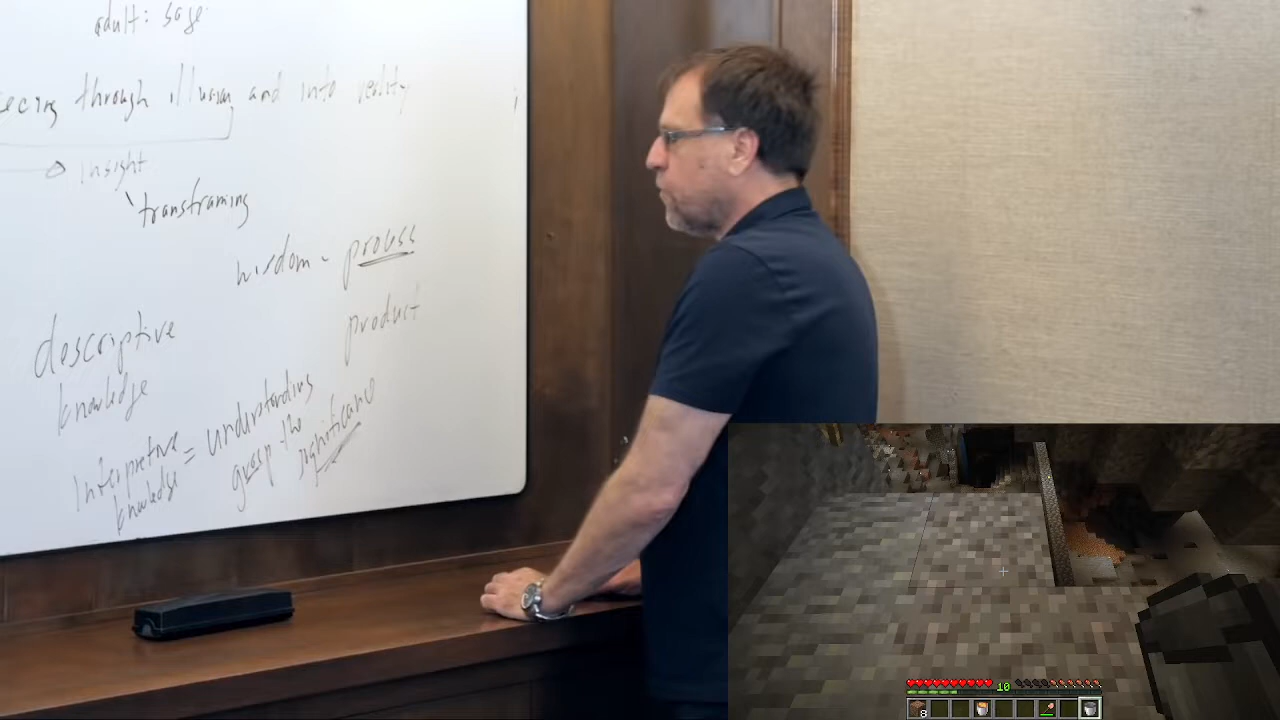 adult: sage
seeing through illusion and into reality
insight
transframing
wisdom - process
product
descriptive
knowledge
Interpretive = understanding
knowledge
grasp the
significance
10
8